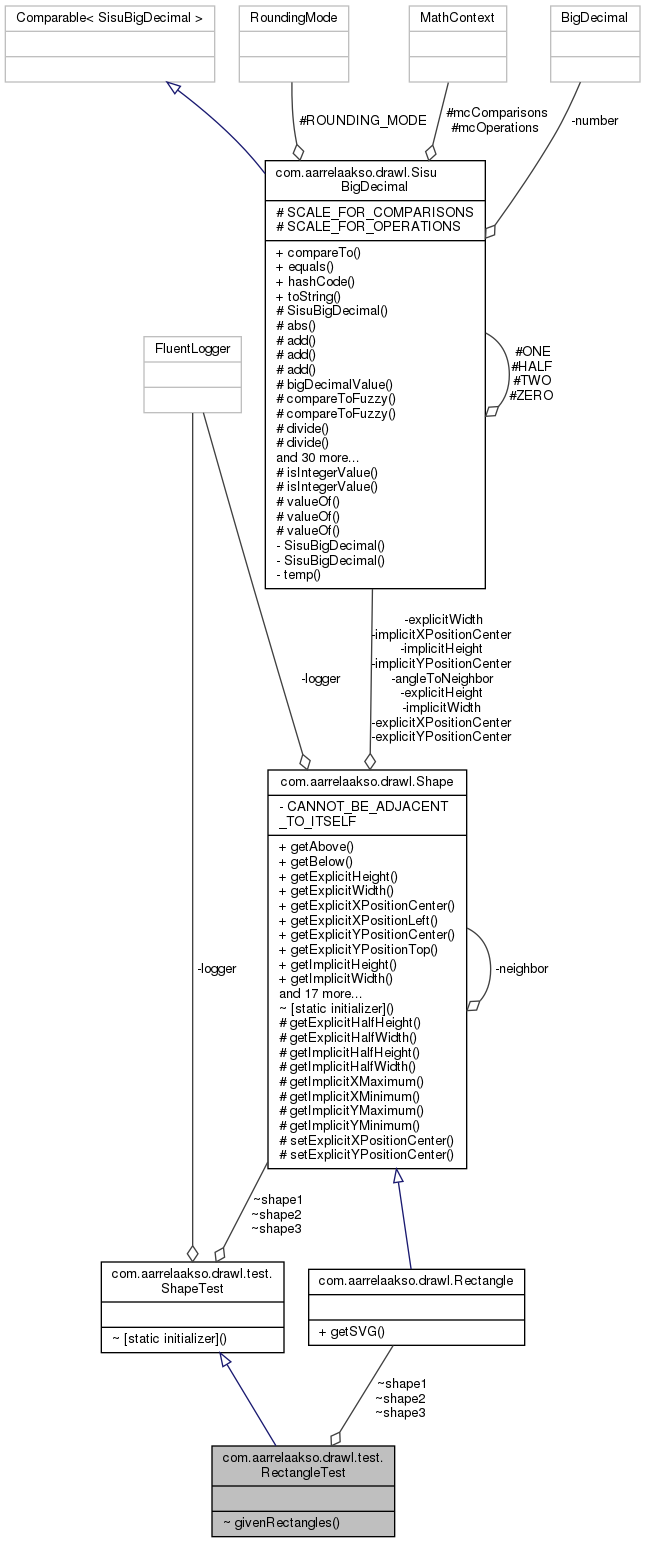 Comparable< SisuBigDecimal >
RoundingMode
MathContext
BigDecimal
#ROUNDING_MODE
#mcComparisons
#mcOperations
-number
com.aarrelaakso.drawl.Sisu
BigDecimal
# SCALE_FOR_COMPARISONS
# SCALE_FOR_OPERATIONS
+ compareTo()
+ equals()
+ hashCode()
+ toString()
# SisuBigDecimal()
# abs()
# add()
# add()
# add()
# bigDecimalValue()
# compareToFuzzy()
# compareToFuzzy()
# divide()
# divide()
and 30 more...
# isIntegerValue()
# isIntegerValue()
# valueOf()
# valueOf()
# valueOf()
- SisuBigDecimal()
- SisuBigDecimal()
- temp()
#ONE
#HALF
#TWO
#ZERO
FluentLogger
-explicitWidth
-implicitXPositionCenter
-implicitHeight
-implicitYPositionCenter
-angleToNeighbor
-explicitHeight
-implicitWidth
-explicitXPositionCenter
-explicitYPositionCenter
-logger
com.aarrelaakso.drawl.Shape
- CANNOT_BE_ADJACENT
_TO_ITSELF
+ getAbove()
+ getBelow()
+ getExplicitHeight()
+ getExplicitWidth()
+ getExplicitXPositionCenter()
+ getExplicitXPositionLeft()
+ getExplicitYPositionCenter()
+ getExplicitYPositionTop()
+ getImplicitHeight()
+ getImplicitWidth()
and 17 more...
~ [static initializer]()
# getExplicitHalfHeight()
# getExplicitHalfWidth()
# getImplicitHalfHeight()
# getImplicitHalfWidth()
# getImplicitXMaximum()
# getImplicitXMinimum()
# getImplicitYMaximum()
# getImplicitYMinimum()
# setExplicitXPositionCenter()
# setExplicitYPositionCenter()
-neighbor
-logger
~shape1
~shape2
~shape3
com.aarrelaakso.drawl.test.
ShapeTest
~ [static initializer]()
com.aarrelaakso.drawl.Rectangle
+ getSVG()
~shape1
~shape2
~shape3
com.aarrelaakso.drawl.test.
RectangleTest
~ givenRectangles()